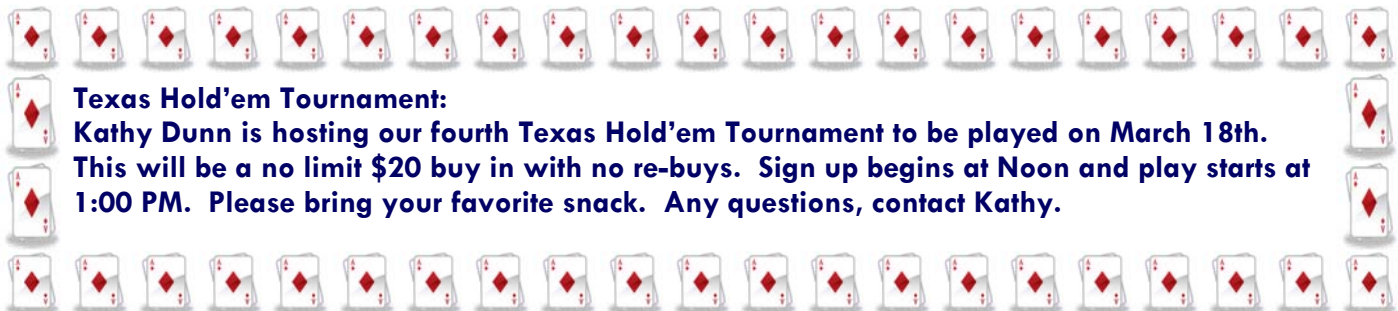 Texas Hold’em Tournament:
Kathy Dunn is hosting our fourth Texas Hold’em Tournament to be played on March 18th.
This will be a no limit $20 buy in with no re-buys.  Sign up begins at Noon and play starts at
1:00 PM.  Please bring your favorite snack.  Any questions, contact Kathy.